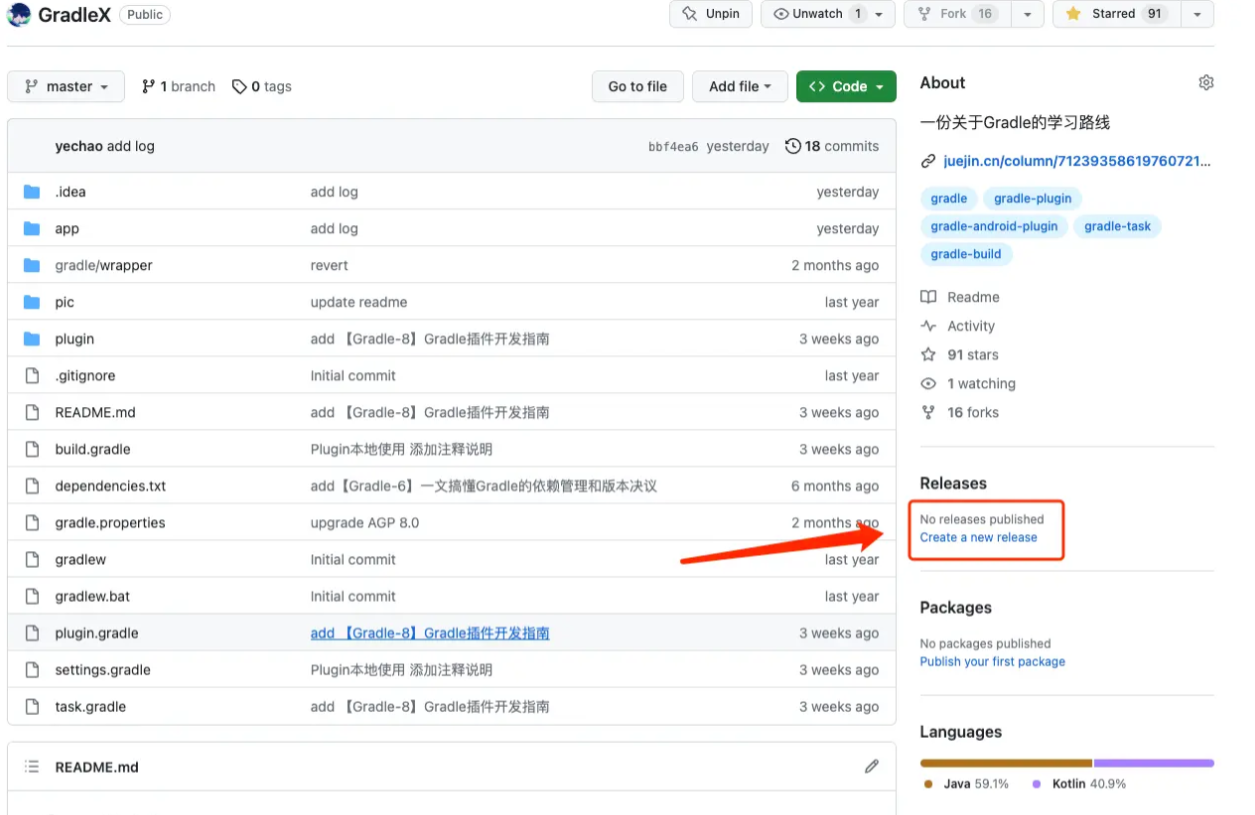 GradleX Public Unpin Unwatch 1 Fork 16 Starred 91
master 1 branch 0 tags Go to file Add file Code
yechao add log bbf4ea6 yesterday 18 commits
.idea add log yesterday
app add log yesterday
gradle/wrapper revert 2 months ago
pic update readme last year
plugin add 【Gradle-8】Gradle插件开发指南 3 weeks ago
.gitignore Initial commit last year
README.md add 【Gradle-8】Gradle插件开发指南 3 weeks ago
build.gradle Plugin本地使用 添加注释说明 3 weeks ago
dependencies.txt add【Gradle-6】一文搞懂Gradle的依赖管理和版本决议 6 months ago
gradle.properties upgrade AGP 8.0 2 months ago
gradlew Initial commit last year
gradlew.bat Initial commit last year
plugin.gradle add 【Gradle-8】Gradle插件开发指南 3 weeks ago
settings.gradle Plugin本地使用 添加注释说明 3 weeks ago
task.gradle add 【Gradle-8】Gradle插件开发指南 3 weeks ago
README.md
About
一份关于Gradle的学习路线
juejin.cn/column/71239358619760721...
gradle gradle-plugin
gradle-android-plugin gradle-task
gradle-build
Readme
Activity
91 stars
1 watching
16 forks
Releases
No releases published
Create a new release
Packages
No packages published
Publish your first package
Languages
Java 59.1% Kotlin 40.9%